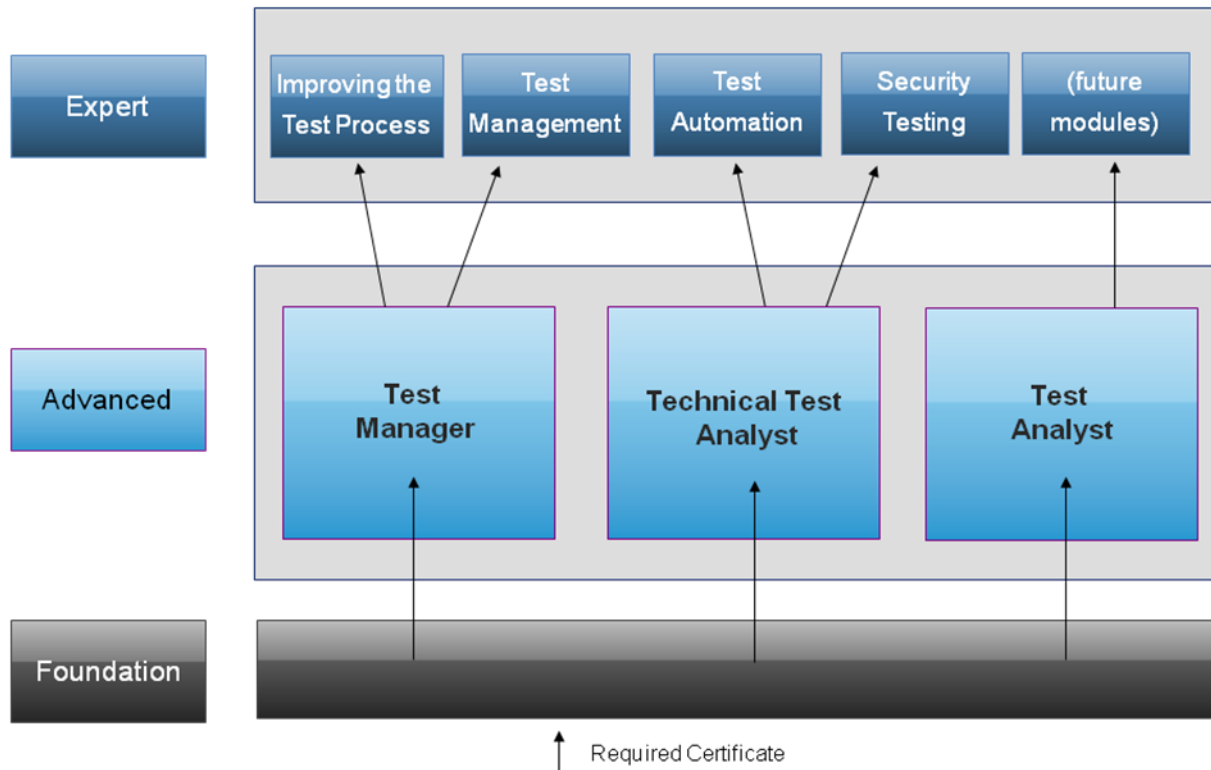 Expert
Improving the
Test Process
Test
Management
Test
Automation
Security
Testing
(future
modules)
Advanced
Test
Manager
Technical Test
Analyst
Test
Analyst
Foundation
Required Certificate